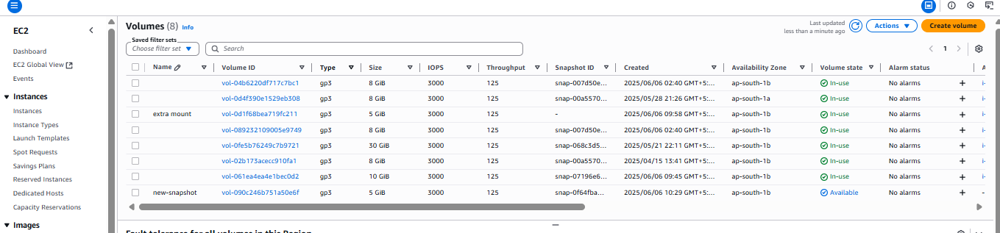 Volumes (8) Info
Last updated
less than a minute ago
Actions
Create volume
Saved filter sets
Choose filter set
Search
1
EC2
Dashboard
EC2 Global View
Events
Instances
Instances
Instance Types
Launch Templates
Spot Requests
Savings Plans
Reserved Instances
Dedicated Hosts
Capacity Reservations
Images
Name Volume ID Type Size IOPS Throughput Snapshot ID Created Availability Zone Volume state Alarm status A
vol-04b6220df717c7bc1 gp3 8 GiB 3000 125 snap-007d50e... 2025/06/06 02:40 GMT+5:... ap-south-1b In-use No alarms + i-
vol-0d4f390e1529eb308 gp3 8 GiB 3000 125 snap-00a5570... 2025/05/28 21:26 GMT+5:... ap-south-1a In-use No alarms + i-
extra mount vol-0d1f68bea719fc211 gp3 5 GiB 3000 125 - 2025/06/06 09:58 GMT+5:... ap-south-1b In-use No alarms + i-
vol-089232109005e9749 gp3 8 GiB 3000 125 snap-007d50e... 2025/06/06 02:40 GMT+5:... ap-south-1b In-use No alarms + i-
vol-0fe5b76249c7b9721 gp3 30 GiB 3000 125 snap-068c3d5... 2025/05/21 22:11 GMT+5:... ap-south-1b In-use No alarms + i-
vol-02b173acecc910fa1 gp3 8 GiB 3000 125 snap-00a5570... 2025/04/15 13:41 GMT+5:... ap-south-1b In-use No alarms + i-
vol-061ea4ea4e1bec0d2 gp3 10 GiB 3000 125 snap-07196e6... 2025/06/06 09:45 GMT+5:... ap-south-1b In-use No alarms + i-
new-snapshot vol-090c246b751a50e6f gp3 5 GiB 3000 125 snap-0f64fba... 2025/06/06 10:29 GMT+5:... ap-south-1b Available No alarms + -
Fault tolerance for all volumes in this Region